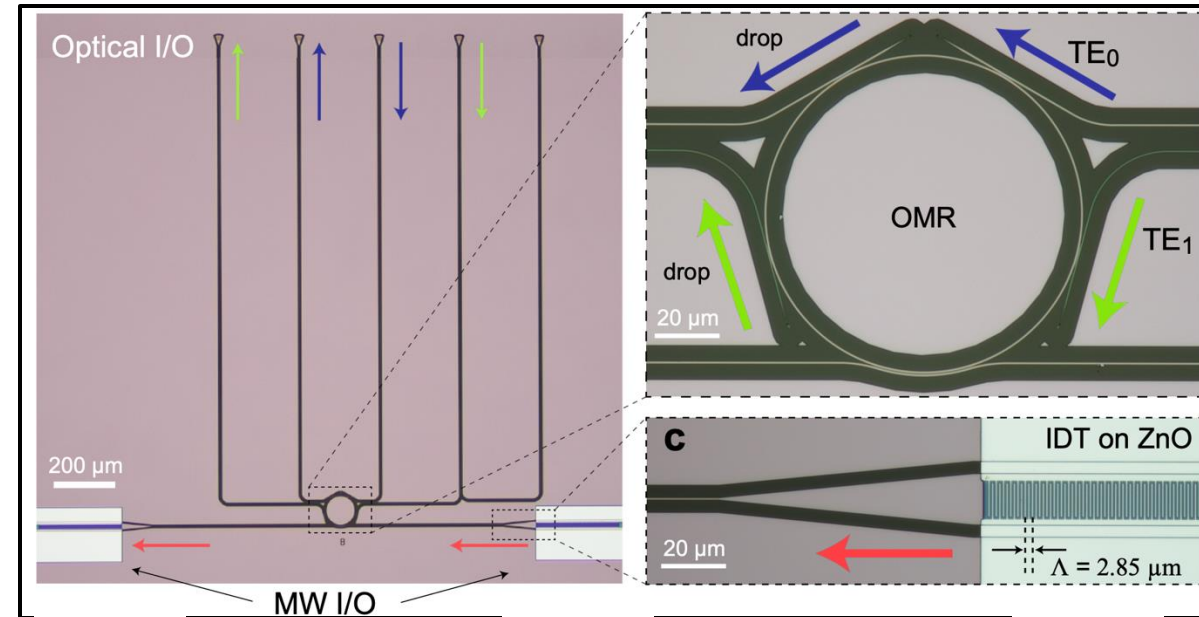 Optical I/O
200 µm
MW I/O
drop
TE₀
OMR
drop
TE₁
20 µm
c
IDT on ZnO
20 µm
Λ = 2.85 µm